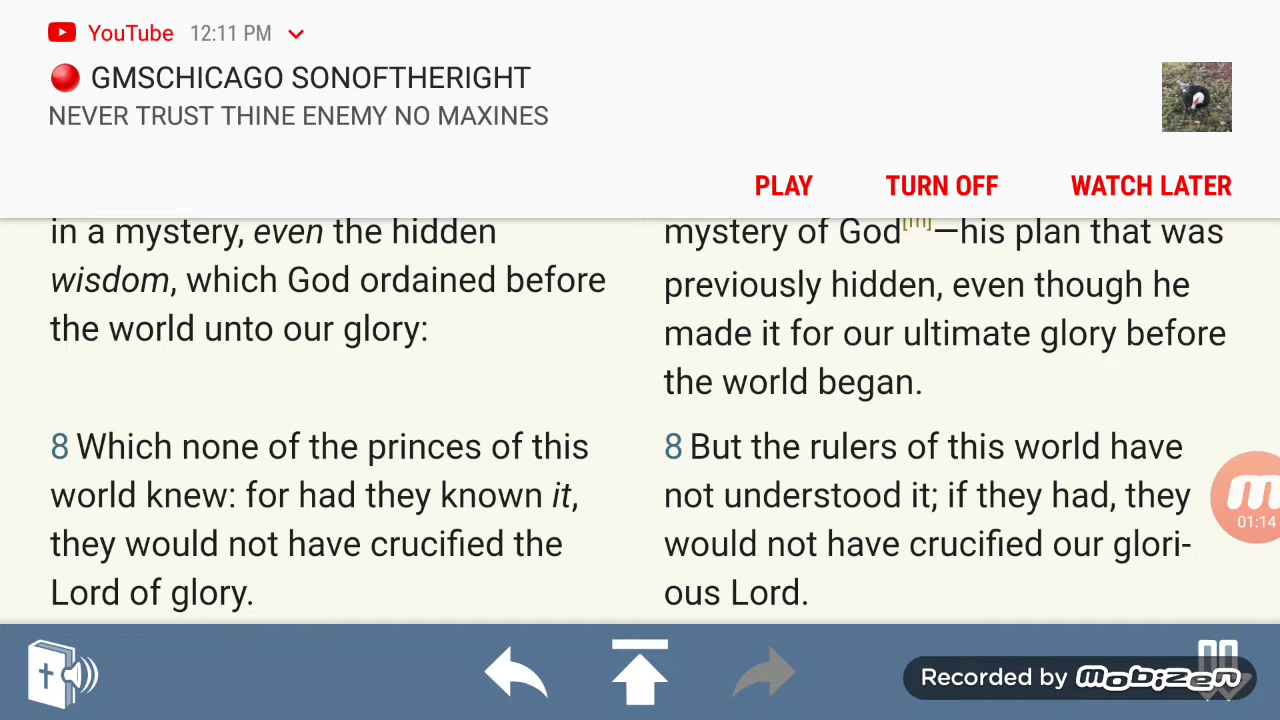 YouTube 12:11 PM
GMSCHICAGO SONOFTHERIGHT
NEVER TRUST THINE ENEMY NO MAXINES
PLAY TURN OFF WATCH LATER
in a mystery, even the hidden
wisdom, which God ordained before
the world unto our glory:
8 Which none of the princes of this
world knew: for had they known it,
they would not have crucified the
Lord of glory.
mystery of God[m]—his plan that was
previously hidden, even though he
made it for our ultimate glory before
the world began.
8 But the rulers of this world have
not understood it; if they had, they
would not have crucified our glori-
ous Lord.
m
01:14
Recorded by mobizen